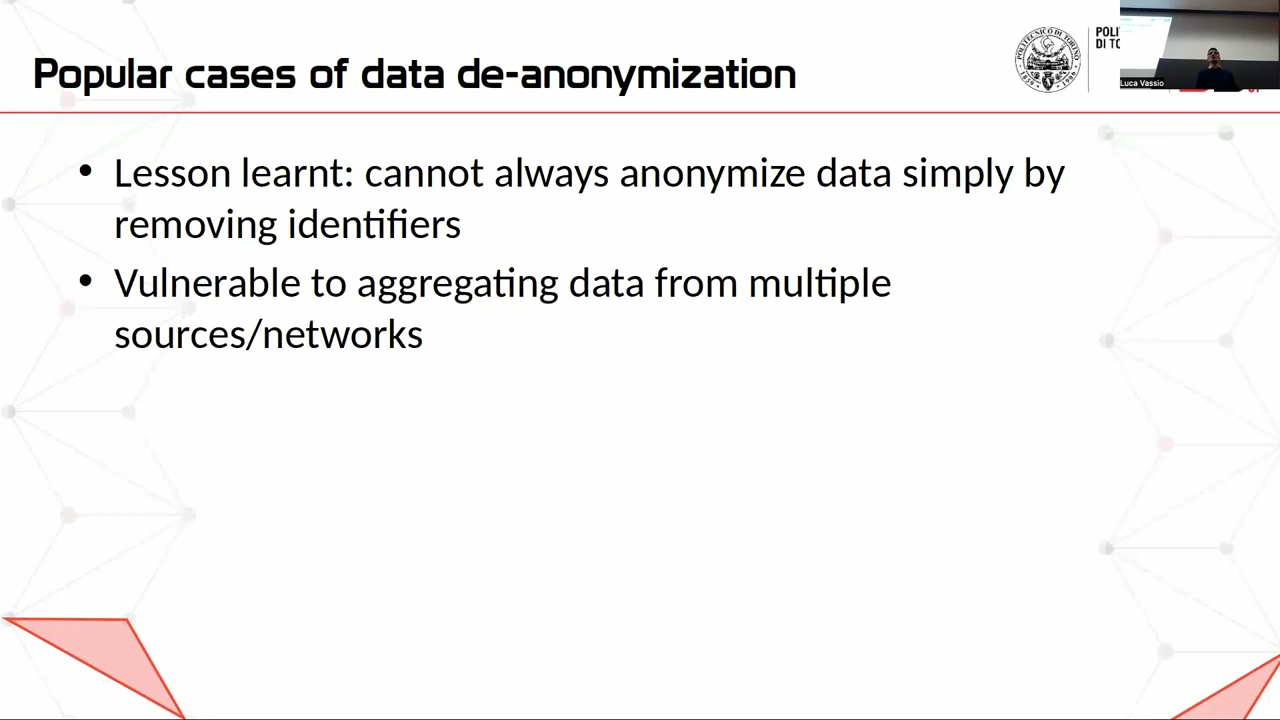 Popular cases of data de-anonymization
POLI
DI TO
Luca Vassio
• Lesson learnt: cannot always anonymize data simply by
removing identifiers
• Vulnerable to aggregating data from multiple
sources/networks